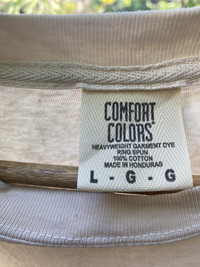 COMFORT
COLORS®
HEAVYWEIGHT GARMENT DYE
RING SPUN
100% COTTON
MADE IN HONDURAS
L - G - G